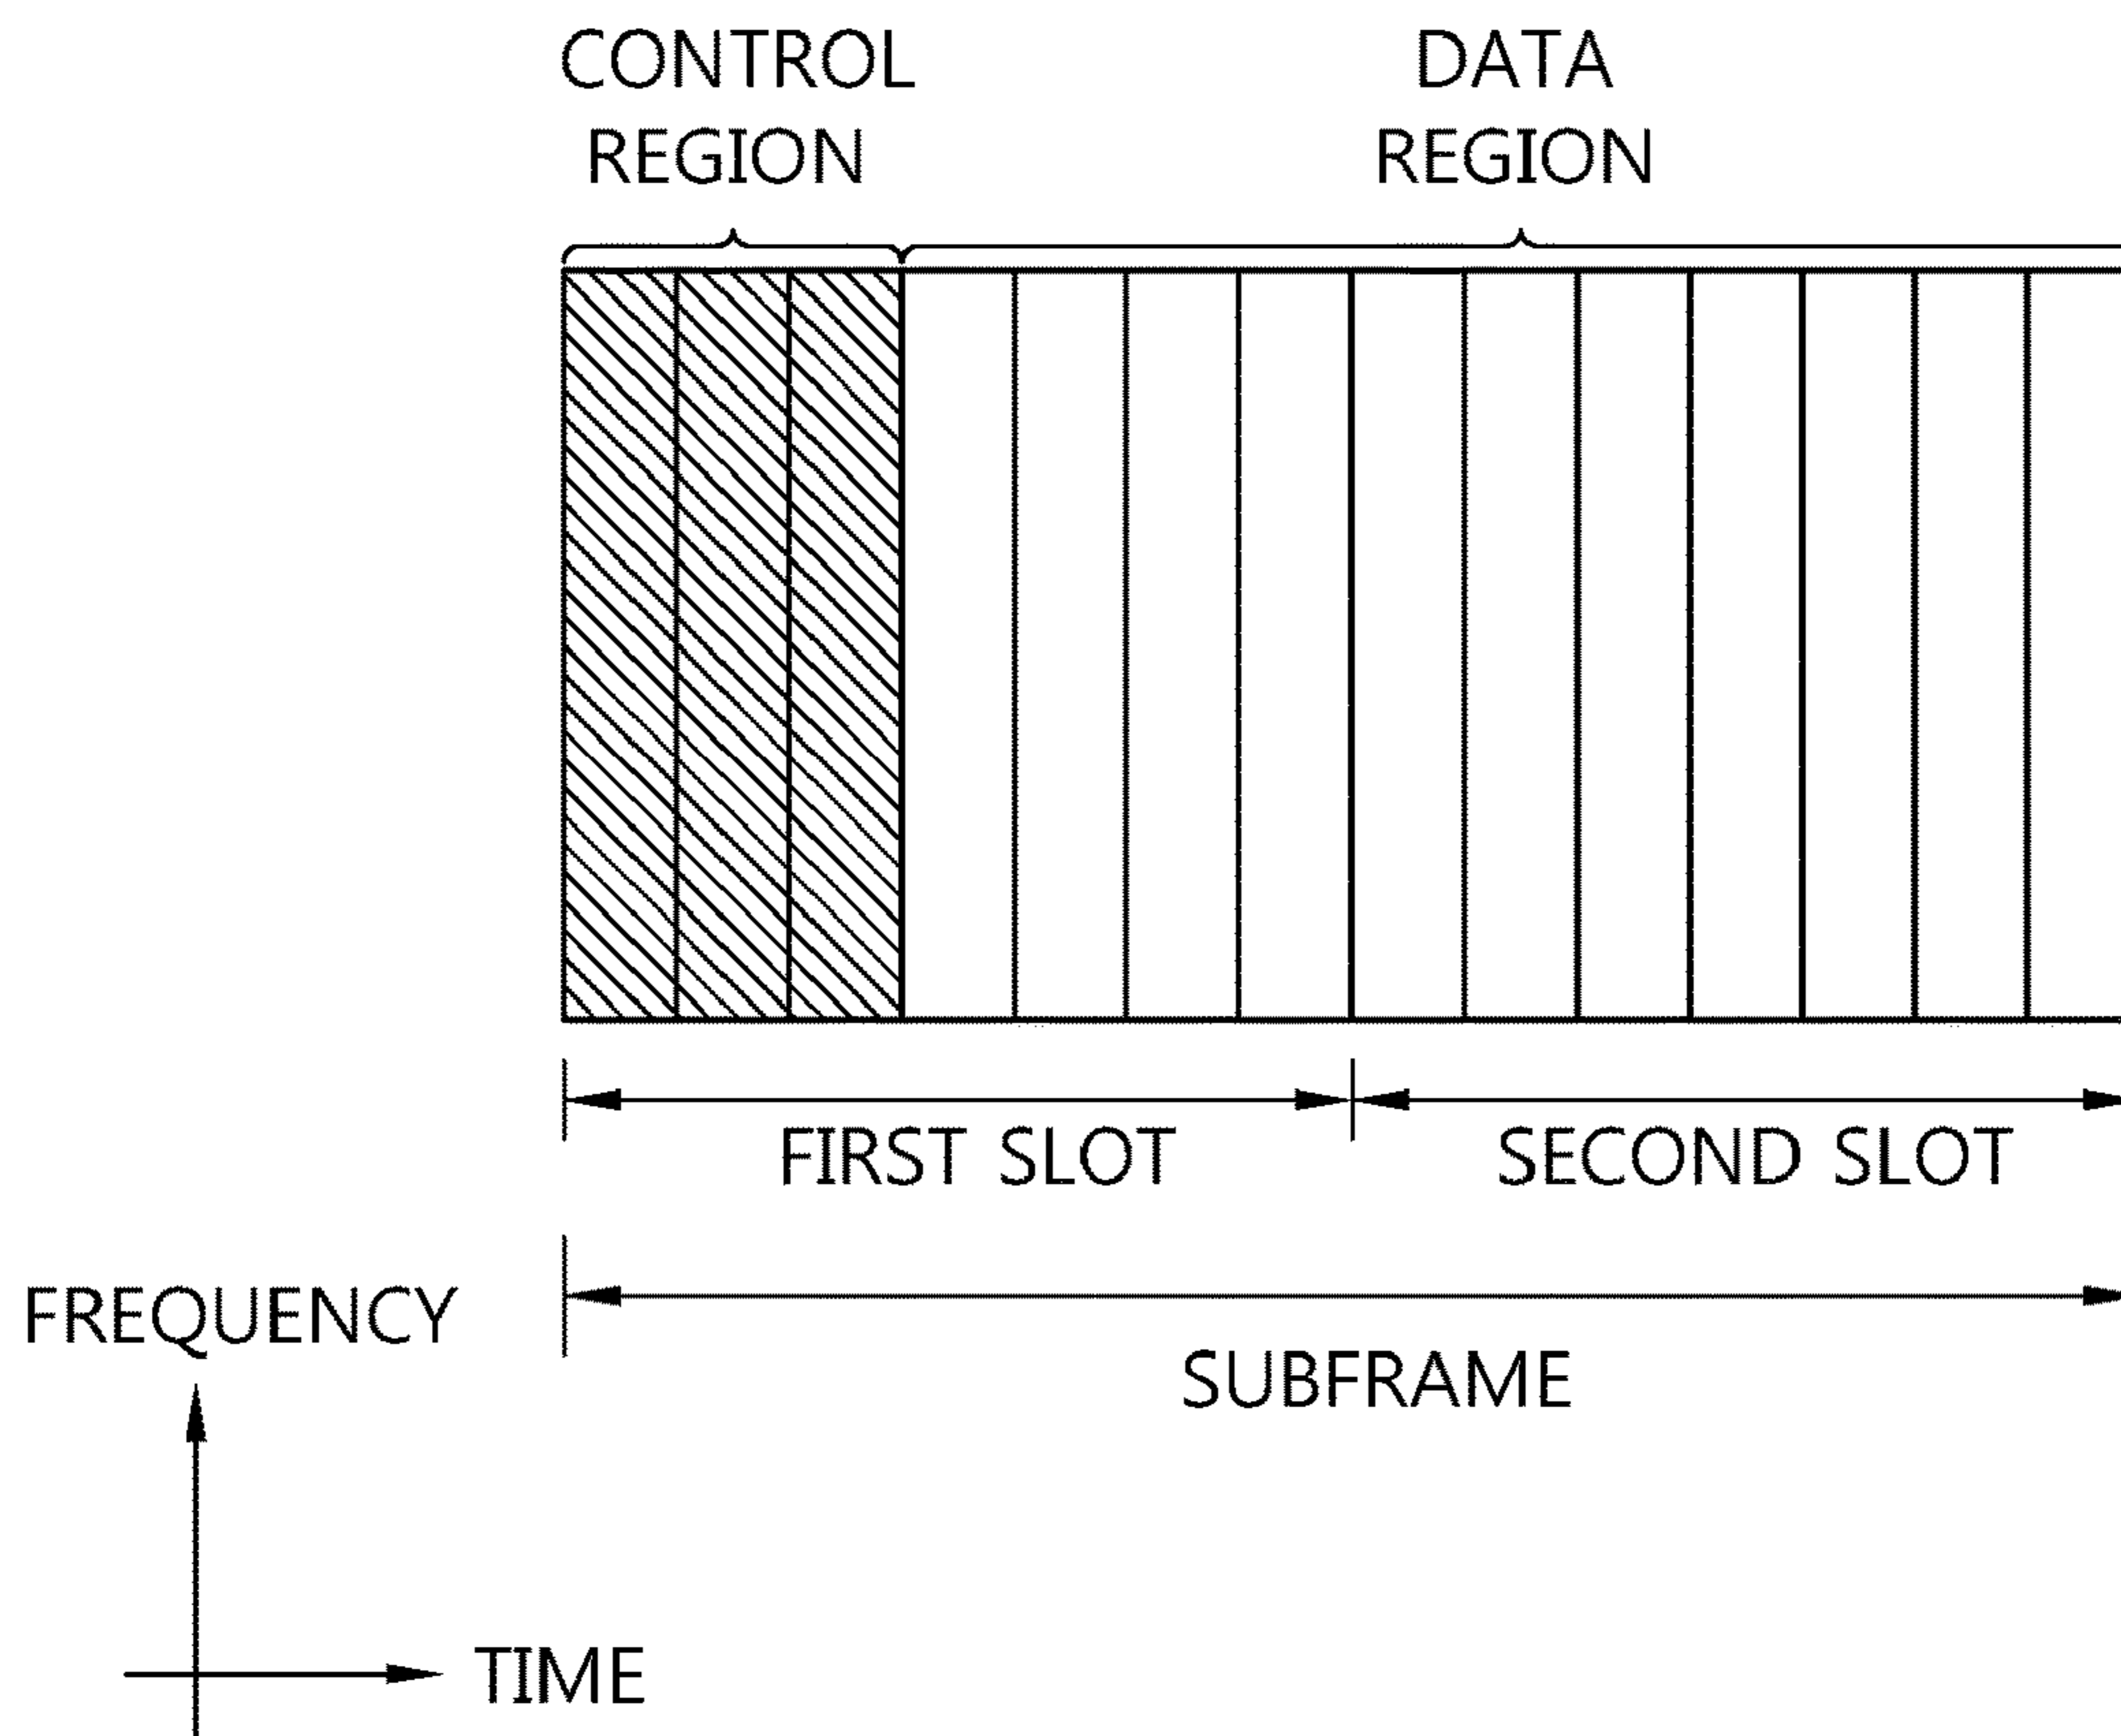 CONTROL
REGION
DATA
REGION
FIRST SLOT
SECOND SLOT
SUBFRAME
FREQUENCY
TIME